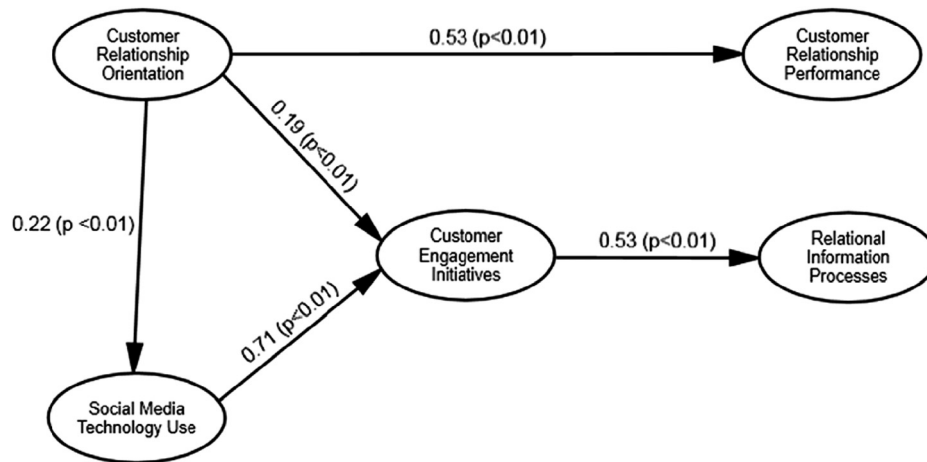 Customer
Relationship
Orientation
0.53 (p<0.01)
Customer
Relationship
Performance
0.19 (p<0.01)
0.22 (p <0.01)
Customer
Engagement
Initiatives
0.53 (p<0.01)
Relational
Information
Processes
0.71 (p<0.01)
Social Media
Technology Use